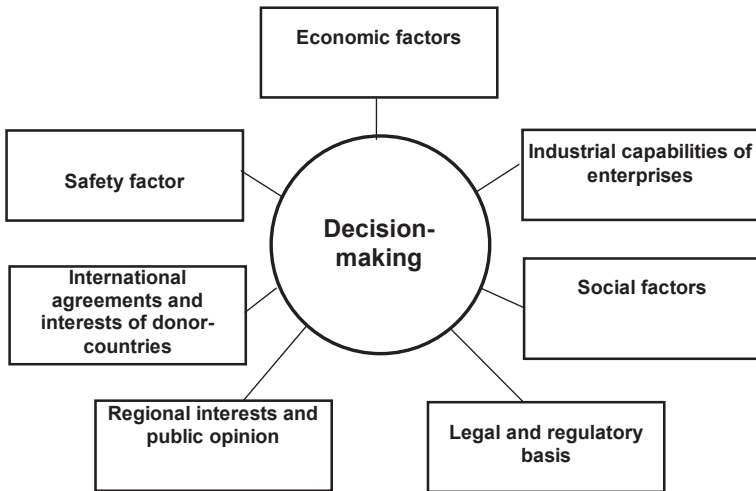 Economic factors
Safety factor
Industrial capabilities of
enterprises
Decision-
making
International
agreements and
interests of donor-
countries
Social factors
Regional interests and
public opinion
Legal and regulatory
basis